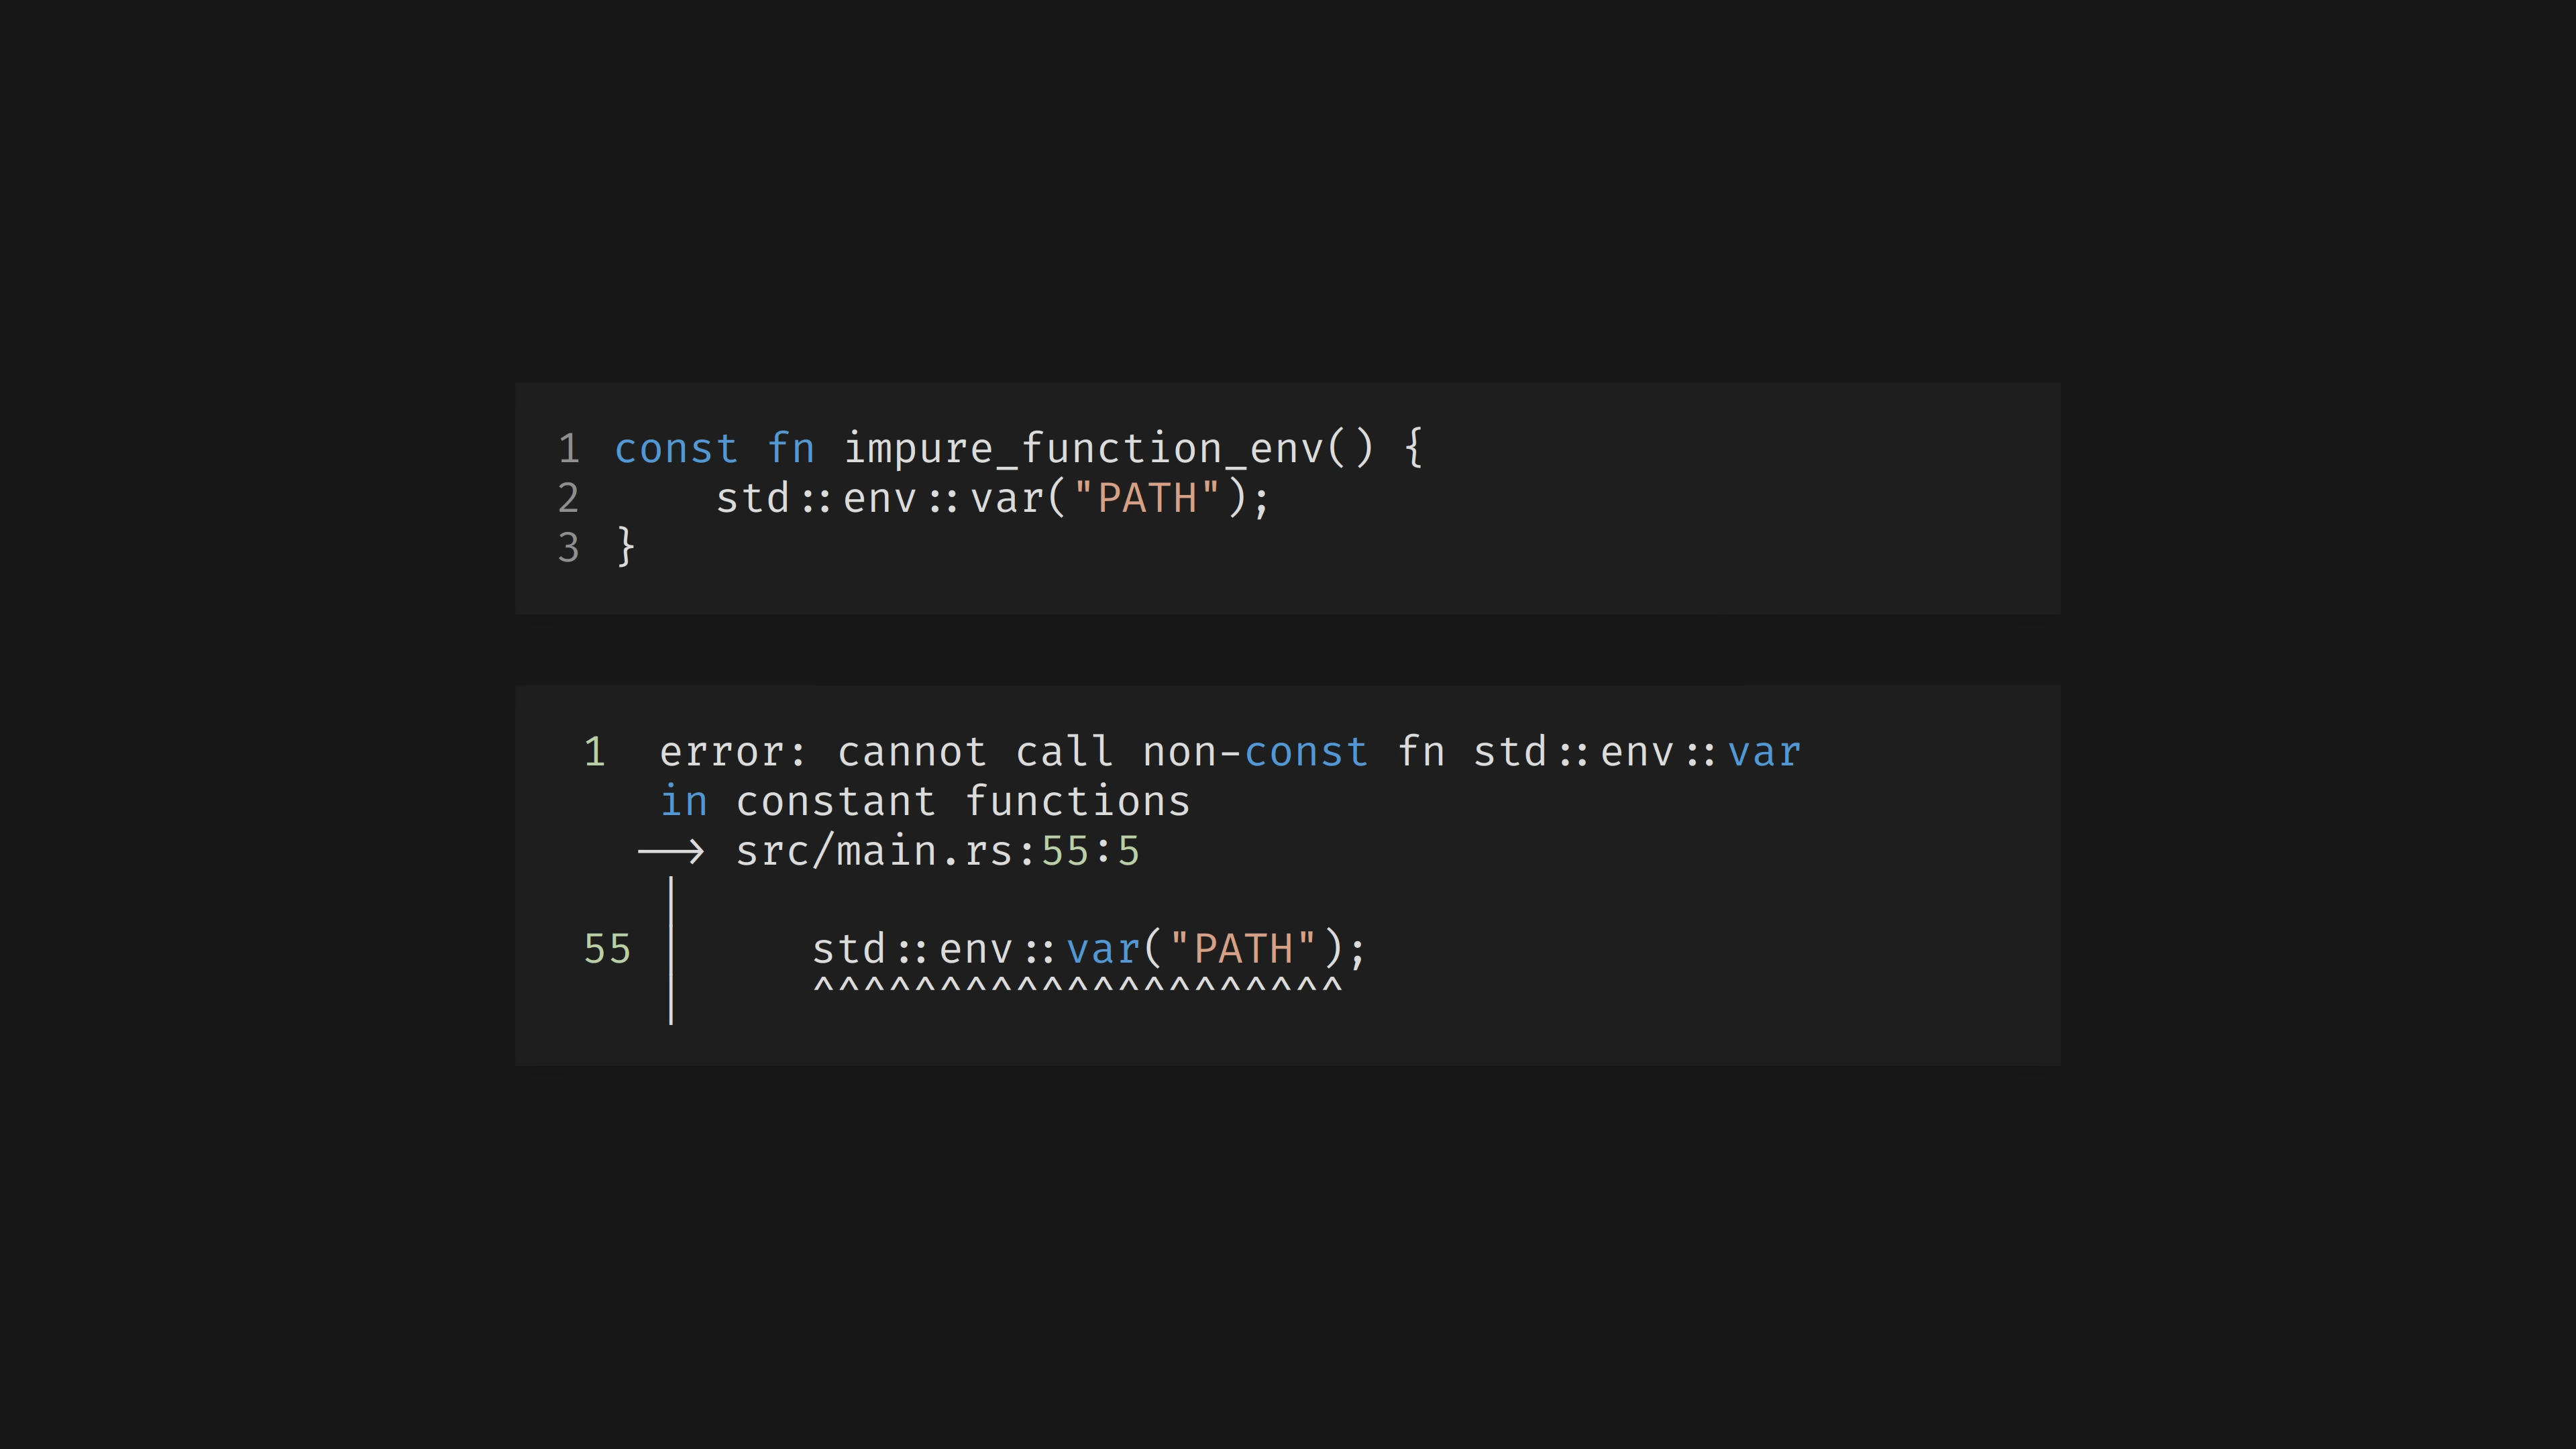 1 const fn impure_function_env() {
2     std::env::var("PATH");
3 }
1  error: cannot call non-const fn std::env::var
   in constant functions
  --> src/main.rs:55:5
   |
55 |     std::env::var("PATH");
   |     ^^^^^^^^^^^^^^^^^^^^^